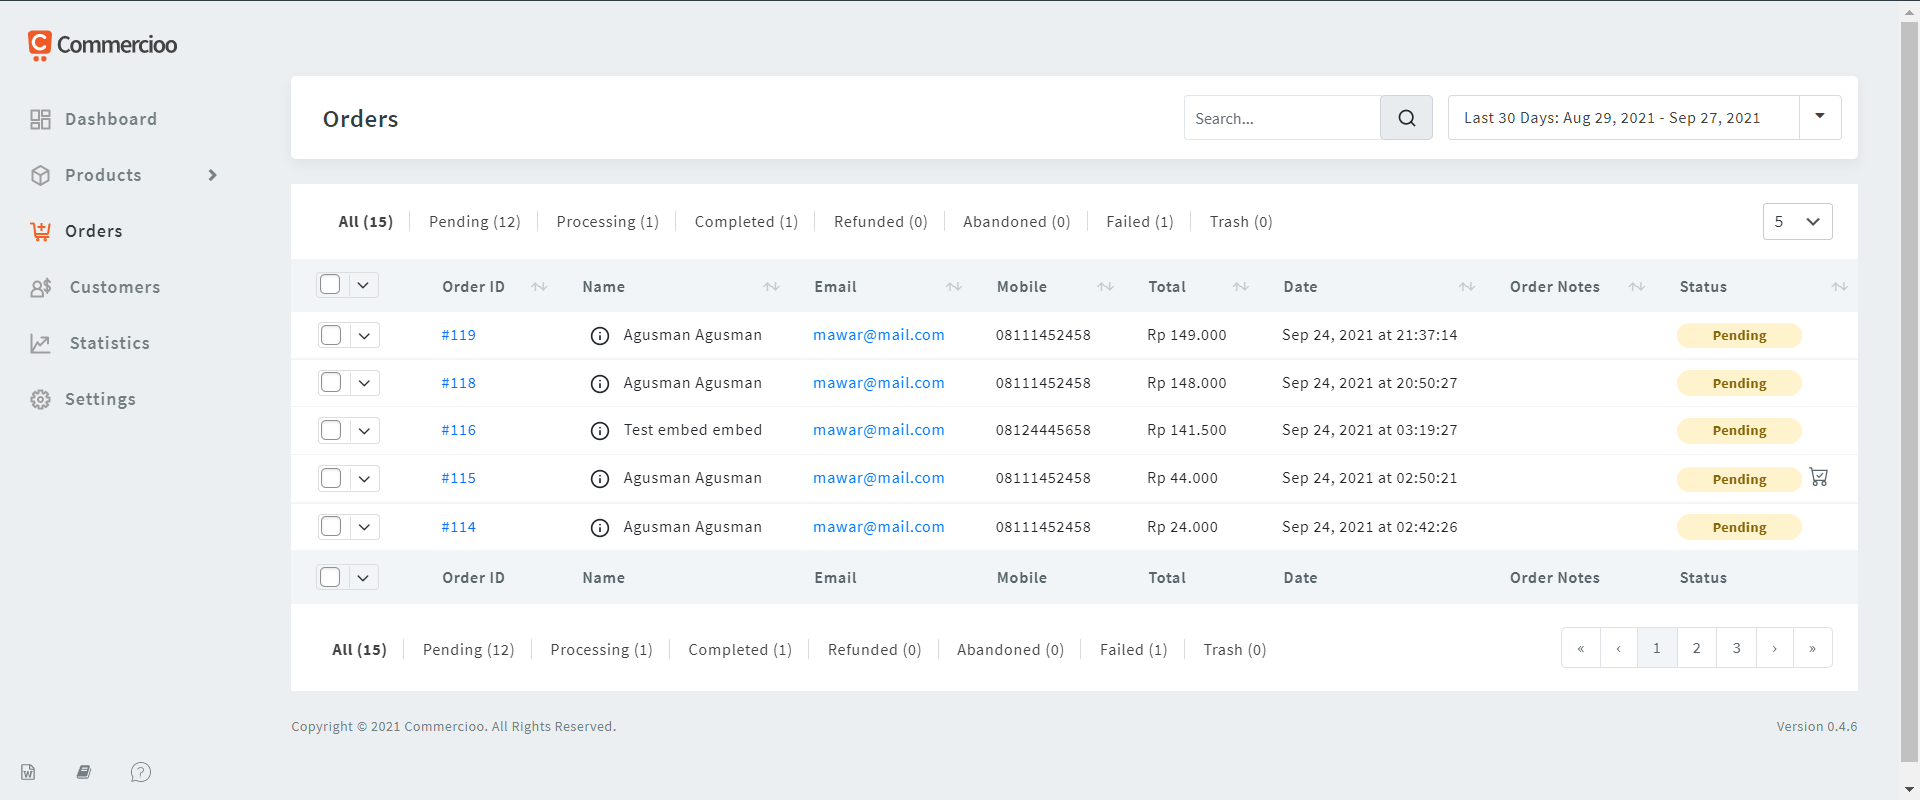 Commercioo
Dashboard
Products
Orders
Customers
Statistics
Settings
Orders
Search...
Last 30 Days: Aug 29, 2021 - Sep 27, 2021
All (15) Pending (12) Processing (1) Completed (1) Refunded (0) Abandoned (0) Failed (1) Trash (0) 5
Order ID Name Email Mobile Total Date Order Notes Status
#119 Agusman Agusman mawar@mail.com 08111452458 Rp 149.000 Sep 24, 2021 at 21:37:14 Pending
#118 Agusman Agusman mawar@mail.com 08111452458 Rp 148.000 Sep 24, 2021 at 20:50:27 Pending
#116 Test embed embed mawar@mail.com 08124445658 Rp 141.500 Sep 24, 2021 at 03:19:27 Pending
#115 Agusman Agusman mawar@mail.com 08111452458 Rp 44.000 Sep 24, 2021 at 02:50:21 Pending
#114 Agusman Agusman mawar@mail.com 08111452458 Rp 24.000 Sep 24, 2021 at 02:42:26 Pending
Order ID Name Email Mobile Total Date Order Notes Status
All (15) Pending (12) Processing (1) Completed (1) Refunded (0) Abandoned (0) Failed (1) Trash (0) « ‹ 1 2 3 › »
Copyright © 2021 Commercioo. All Rights Reserved. Version 0.4.6